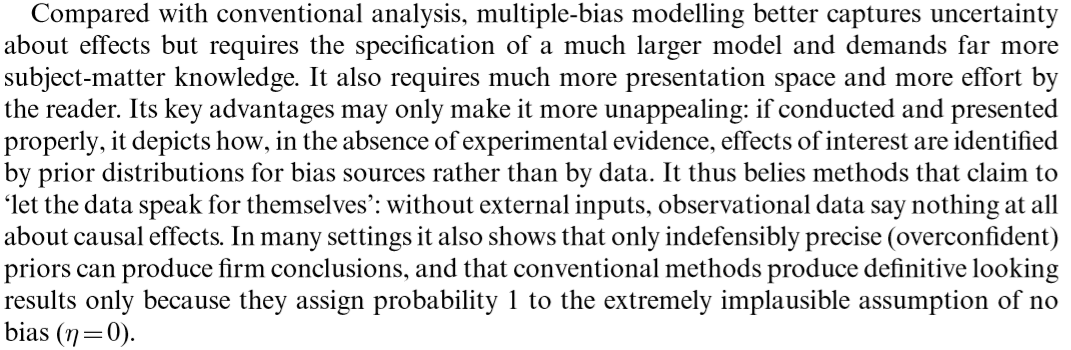 Compared with conventional analysis, multiple-bias modelling better captures uncertainty
about effects but requires the specification of a much larger model and demands far more
subject-matter knowledge. It also requires much more presentation space and more effort by
the reader. Its key advantages may only make it more unappealing: if conducted and presented
properly, it depicts how, in the absence of experimental evidence, effects of interest are identified
by prior distributions for bias sources rather than by data. It thus belies methods that claim to
‘let the data speak for themselves’: without external inputs, observational data say nothing at all
about causal effects. In many settings it also shows that only indefensibly precise (overconfident)
priors can produce firm conclusions, and that conventional methods produce definitive looking
results only because they assign probability 1 to the extremely implausible assumption of no
bias (η=0).